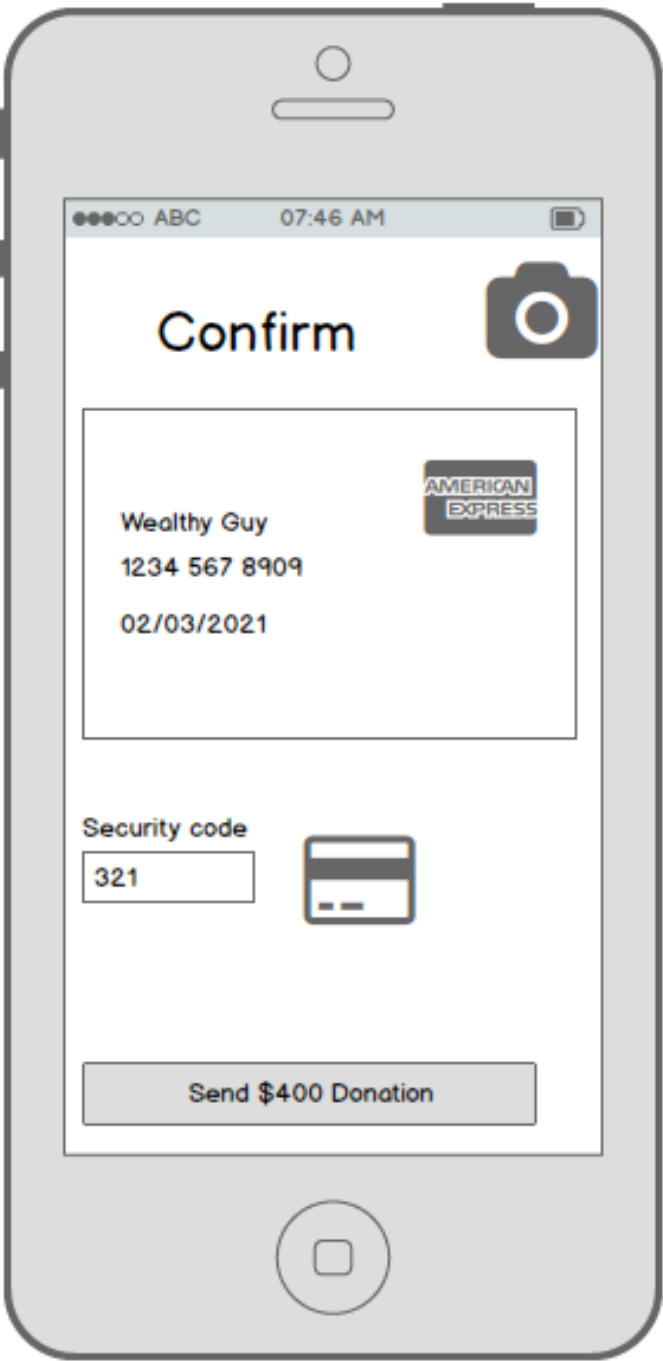 ABC 07:46 AM
Confirm
AMERICAN
EXPRESS
Wealthy Guy
1234 567 8909
02/03/2021
Security code
321
Send $400 Donation